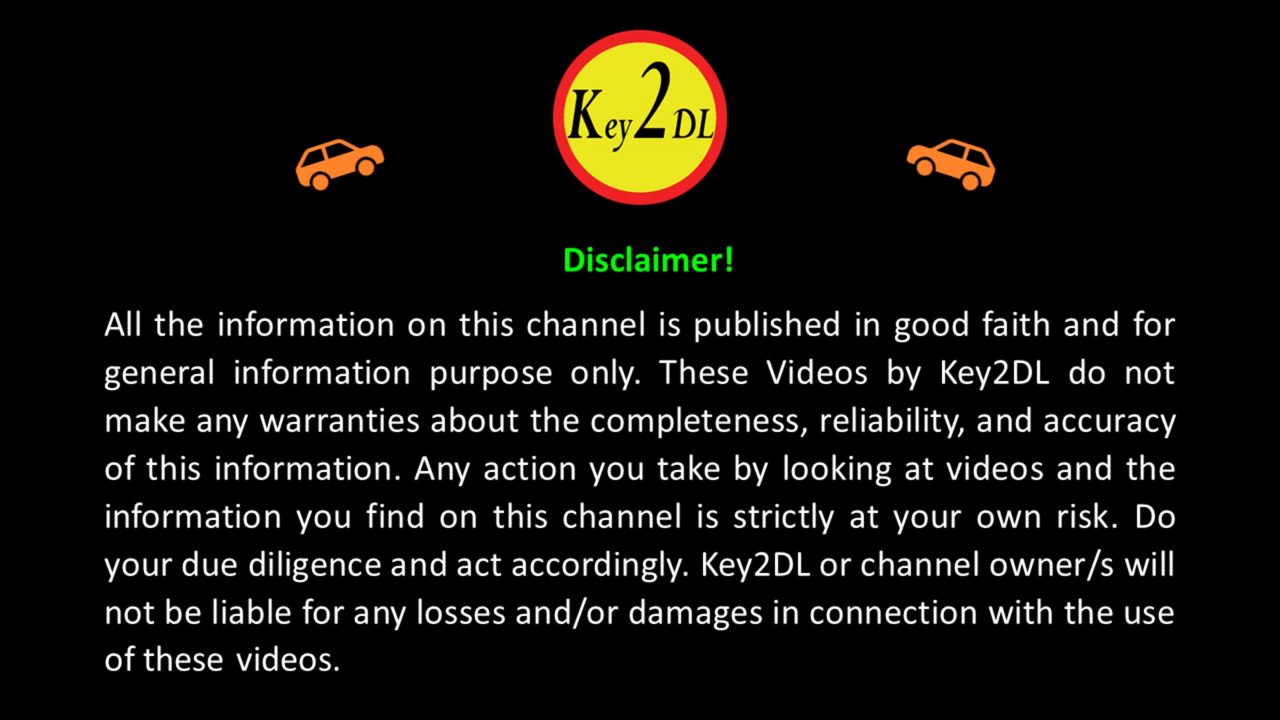 Key2DL
Disclaimer!
All the information on this channel is published in good faith and for
general information purpose only. These Videos by Key2DL do not
make any warranties about the completeness, reliability, and accuracy
of this information. Any action you take by looking at videos and the
information you find on this channel is strictly at your own risk. Do
your due diligence and act accordingly. Key2DL or channel owner/s will
not be liable for any losses and/or damages in connection with the use
of these videos.